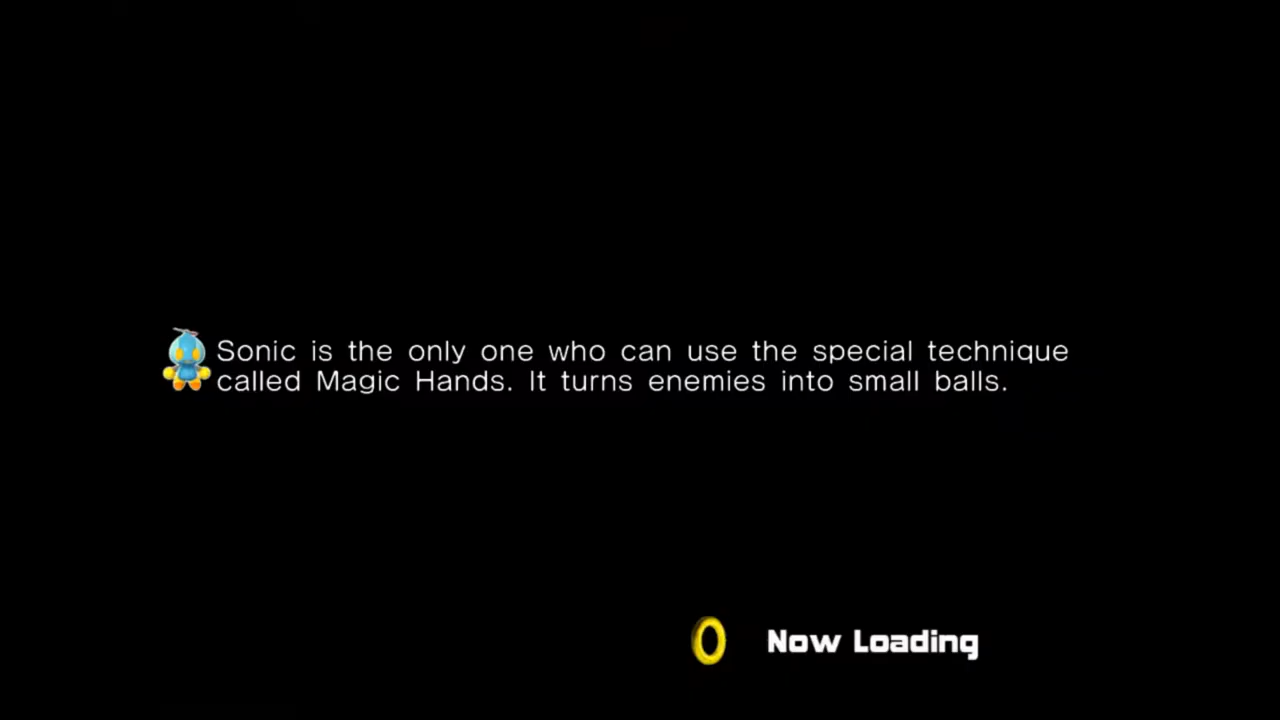 Sonic is the only one who can use the special technique
called Magic Hands. It turns enemies into small balls.
Now Loading